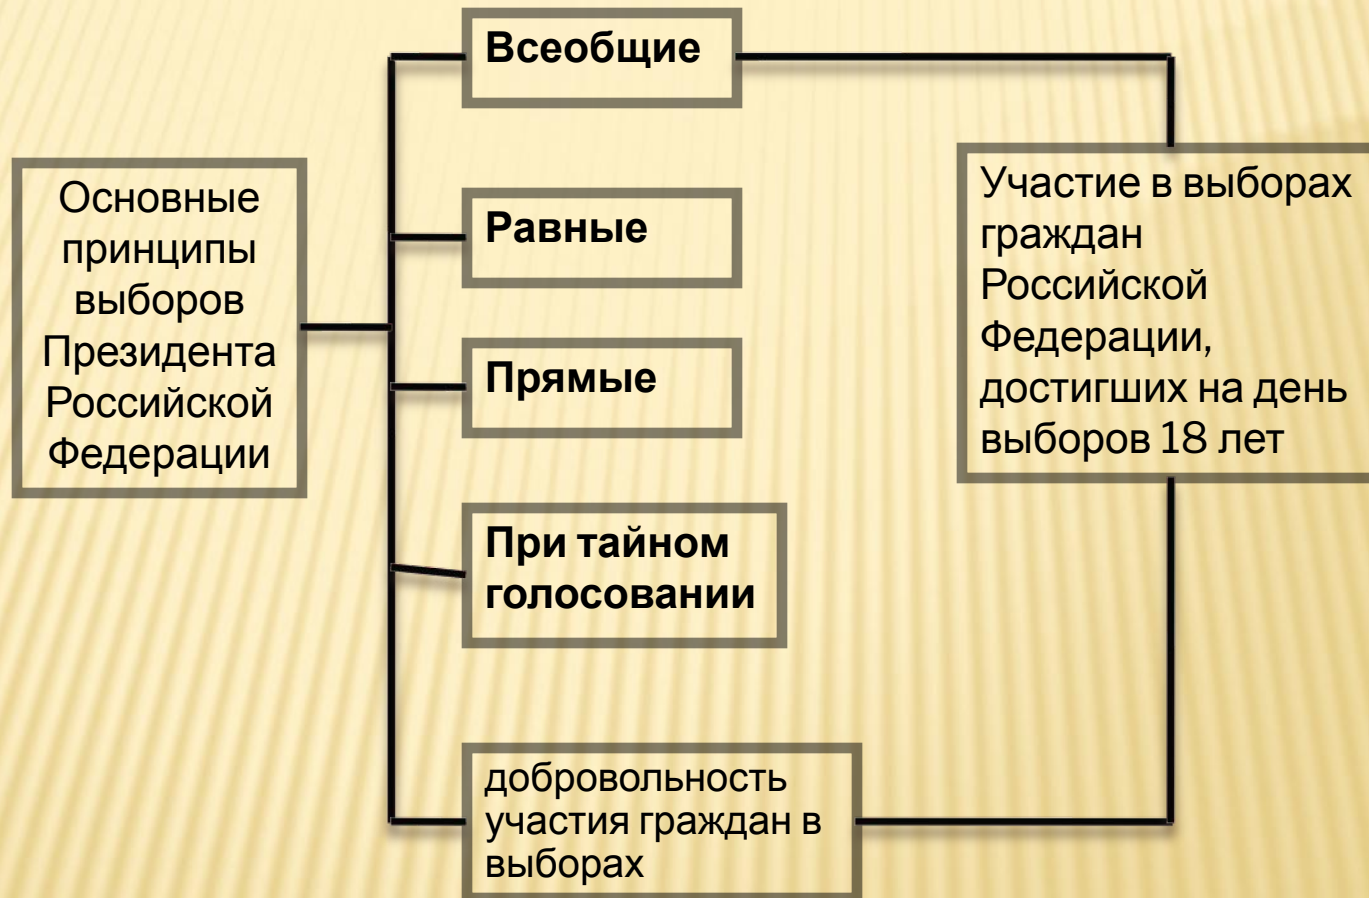 Основные
принципы
выборов
Президента
Российской
Федерации
Всеобщие
Равные
Прямые
При тайном
голосовании
добровольность
участия граждан в
выборах
Участие в выборах
граждан
Российской
Федерации,
достигших на день
выборов 18 лет